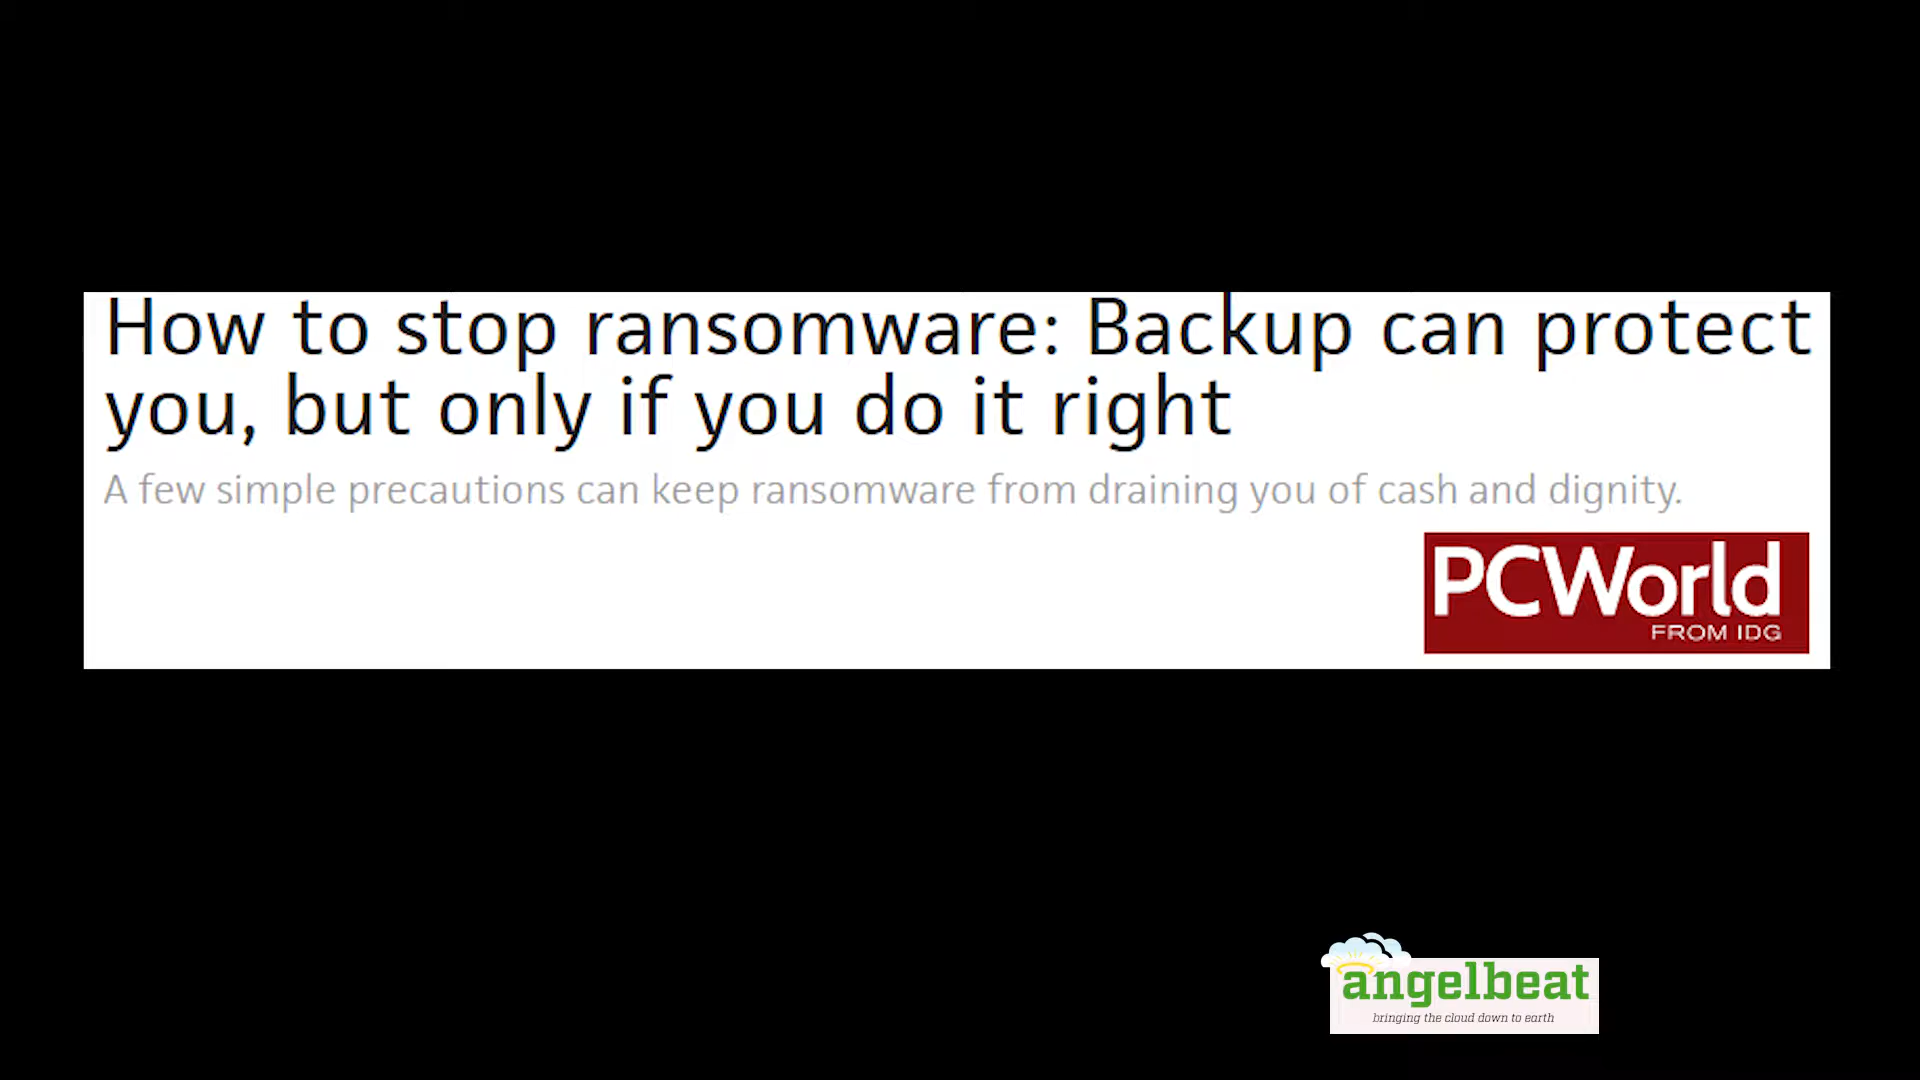 How to stop ransomware: Backup can protect
you, but only if you do it right
A few simple precautions can keep ransomware from draining you of cash and dignity.
PCWorld
FROM IDG
angelbeat
bringing the cloud down to earth